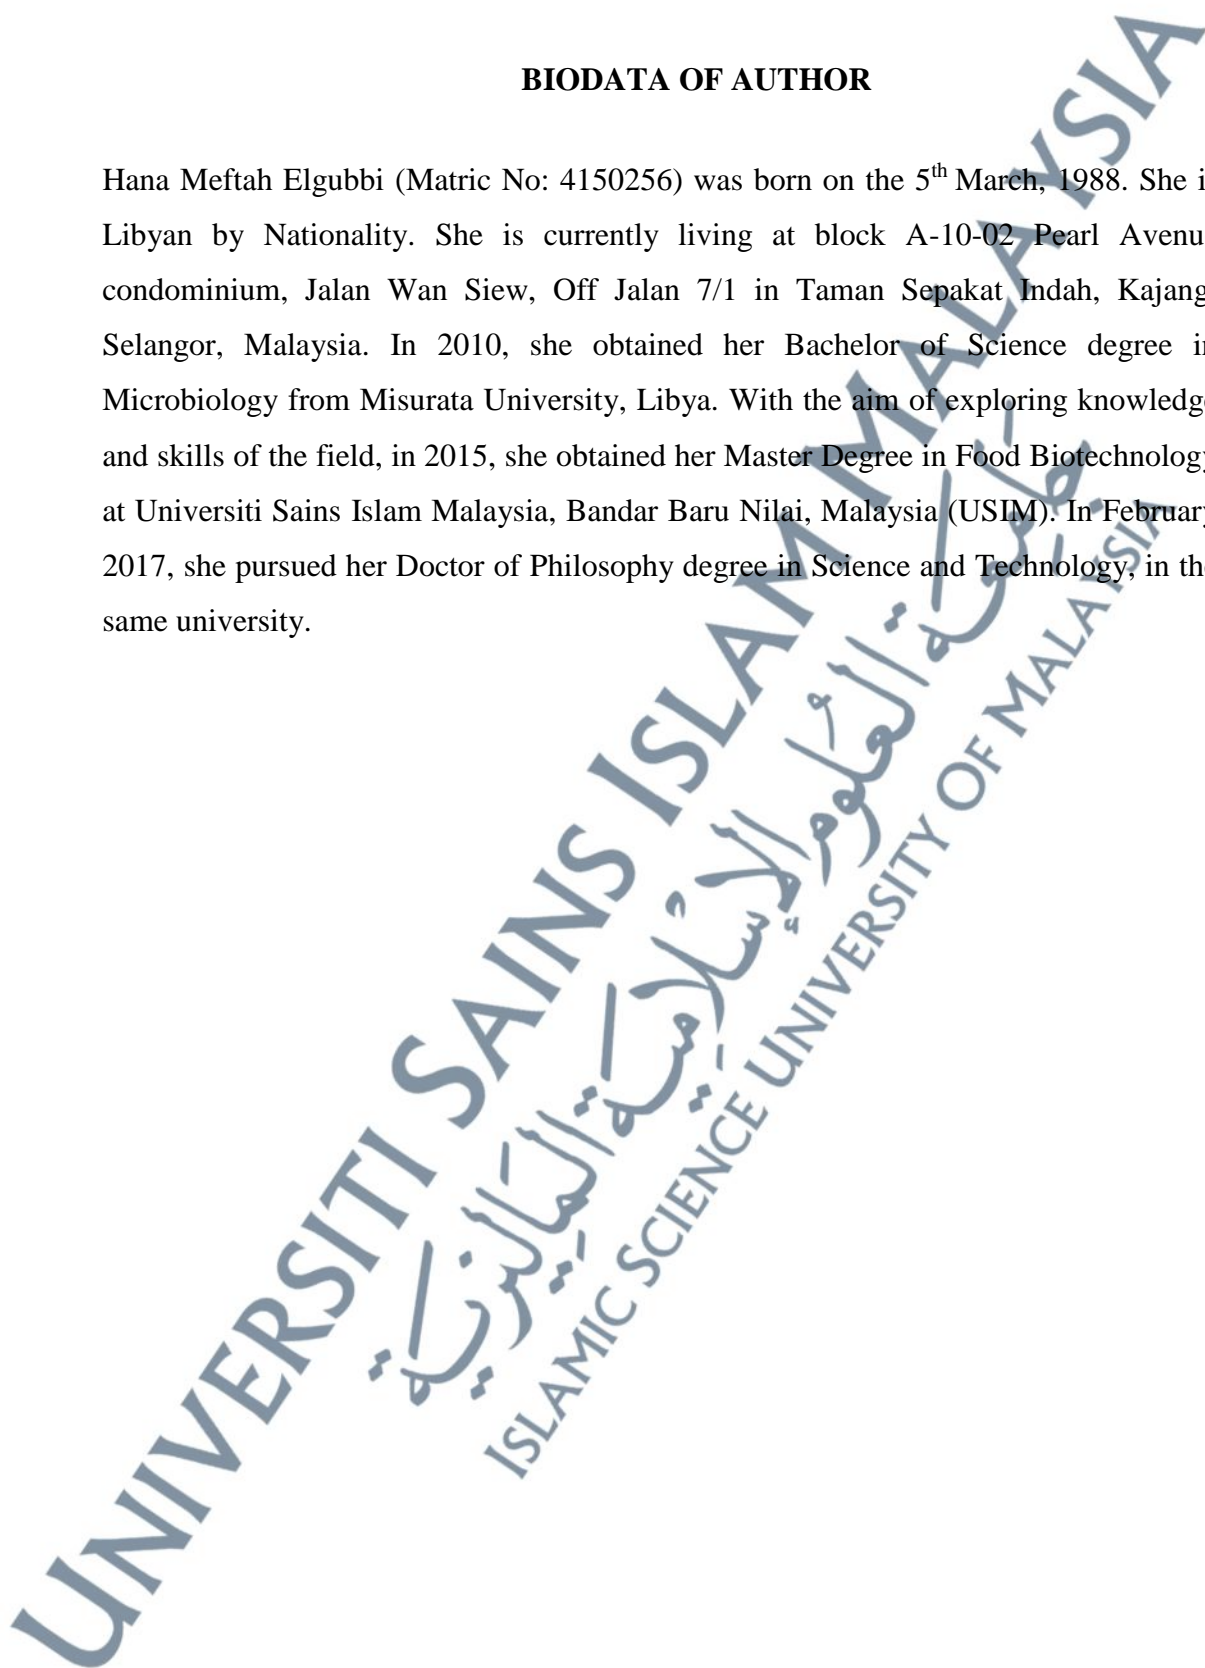 BIODATA OF AUTHOR
Hana Meftah Elgubbi (Matric No: 4150256) was born on the 5th March, 1988. She i
Libyan by Nationality. She is currently living at block A-10-02 Pearl Avenu
condominium, Jalan Wan Siew, Off Jalan 7/1 in Taman Sepakat Indah, Kajang
Selangor, Malaysia. In 2010, she obtained her Bachelor of Science degree i
Microbiology from Misurata University, Libya. With the aim of exploring knowledg
and skills of the field, in 2015, she obtained her Master Degree in Food Biotechnology
at Universiti Sains Islam Malaysia, Bandar Baru Nilai, Malaysia (USIM). In February
2017, she pursued her Doctor of Philosophy degree in Science and Technology, in th
same university.
UNIVERSITI SAINS ISLAM MALAYSIA
جامعة العلوم الإسلامية الماليزية
ISLAMIC SCIENCE UNIVERSITY OF MALAYSIA